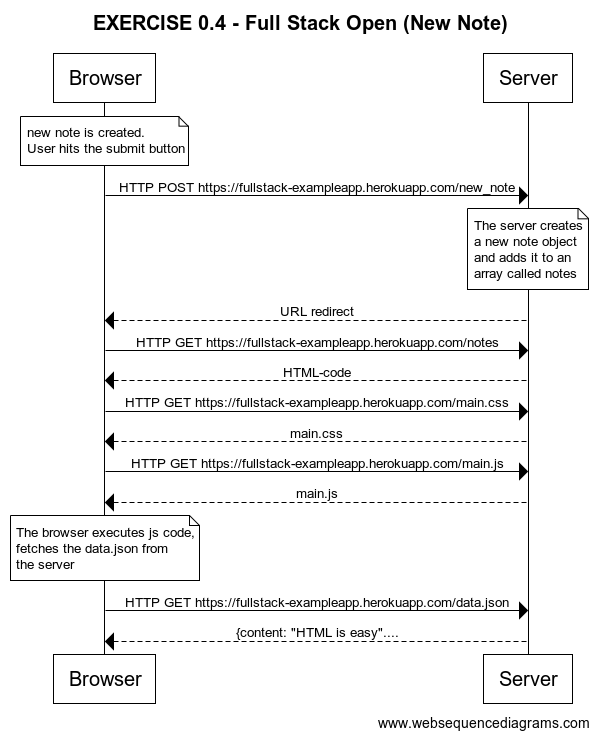 EXERCISE 0.4 - Full Stack Open (New Note)
Browser
Server
new note is created.
User hits the submit button
HTTP POST https://fullstack-exampleapp.herokuapp.com/new_note
The server creates
a new note object
and adds it to an
array called notes
URL redirect
HTTP GET https://fullstack-exampleapp.herokuapp.com/notes
HTML-code
HTTP GET https://fullstack-exampleapp.herokuapp.com/main.css
main.css
HTTP GET https://fullstack-exampleapp.herokuapp.com/main.js
main.js
The browser executes js code,
fetches the data.json from
the server
HTTP GET https://fullstack-exampleapp.herokuapp.com/data.json
{content: "HTML is easy"....
Browser
Server
www.websequencediagrams.com